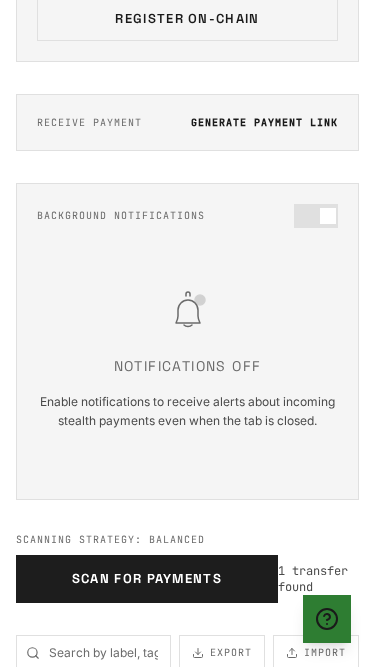 REGISTER ON-CHAIN
RECEIVE PAYMENT
GENERATE PAYMENT LINK
BACKGROUND NOTIFICATIONS
NOTIFICATIONS OFF
Enable notifications to receive alerts about incoming
stealth payments even when the tab is closed.
SCANNING STRATEGY: BALANCED
SCAN FOR PAYMENTS
1 transfer
found
Search by label, tag
EXPORT
IMPORT